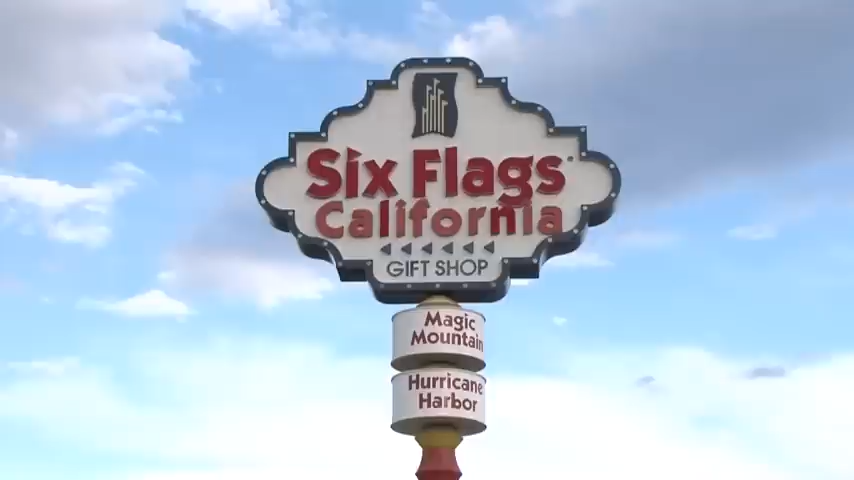 Six Flags
California
GIFT SHOP
Magic
Mountain
Hurricane
Harbor